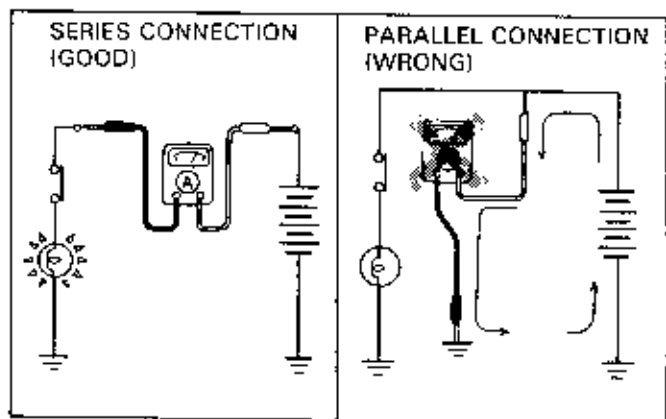 SERIES CONNECTION
(GOOD)
A
PARALLEL CONNECTION
(WRONG)